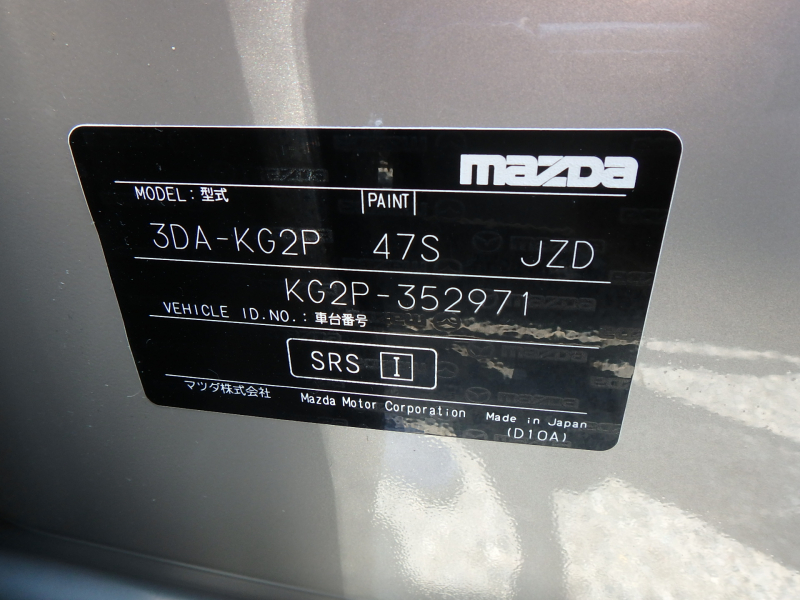 mazda
MODEL : 型式 PAINT
3DA-KG2P 47S JZD
KG2P-352971
VEHICLE ID.NO. : 車台番号
SRS I
マツダ株式会社 Mazda Motor Corporation Made in Japan
(D10A)